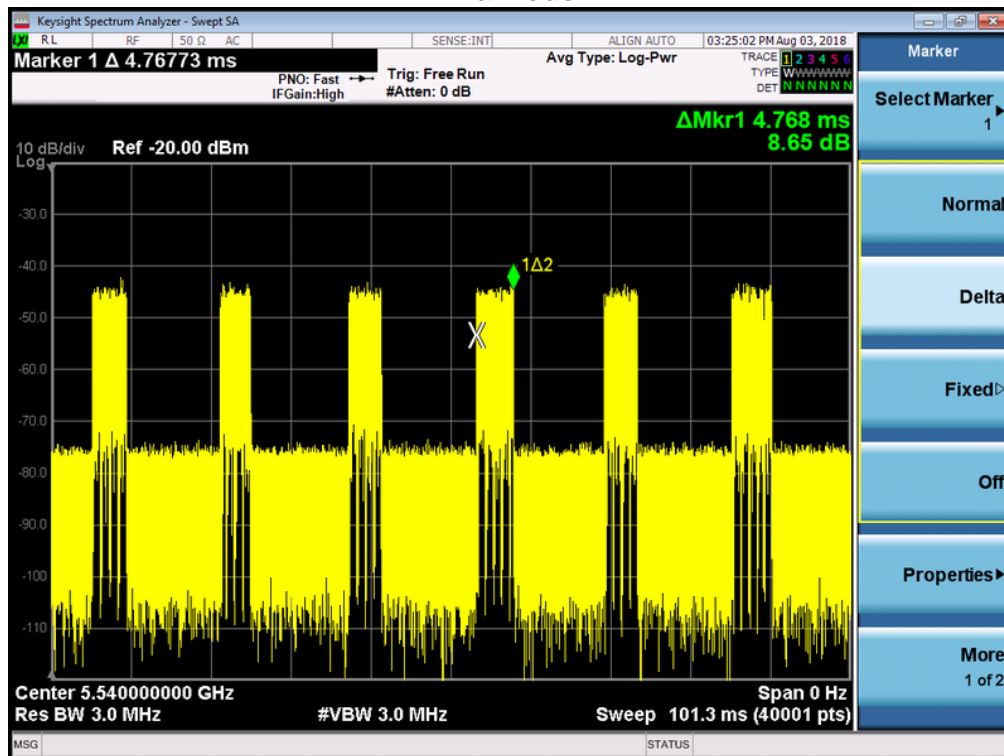 Keysight Spectrum Analyzer - Swept SA
LXI RL RF 50 Ω AC SENSE:INT ALIGN AUTO 03:25:02 PM Aug 03, 2018
Marker 1 Δ 4.76773 ms
PNO: Fast
IFGain:High
Trig: Free Run
#Atten: 0 dB
Avg Type: Log-Pwr
TRACE 1 2 3 4 5 6
TYPE W
DET N N N N N N
ΔMkr1 4.768 ms
8.65 dB
10 dB/div Ref -20.00 dBm
Log
-30.0
-40.0
-50.0
-60.0
-70.0
-80.0
-90.0
-100
-110
1Δ2
Center 5.540000000 GHz Span 0 Hz
Res BW 3.0 MHz #VBW 3.0 MHz Sweep 101.3 ms (40001 pts)
MSG STATUS
Marker
Select Marker
1
Normal
Delta
Fixed
Off
Properties
More
1 of 2